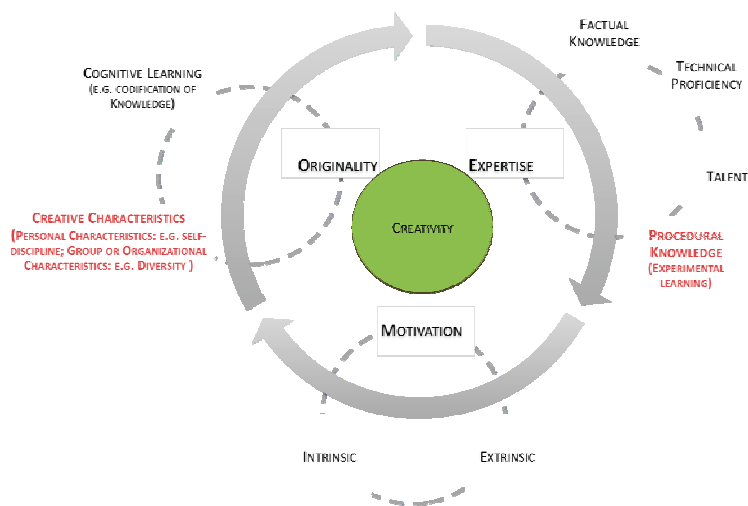 FACTUAL
KNOWLEDGE
TECHNICAL
PROFICIENCY
TALENT
PROCEDURAL
KNOWLEDGE
(EXPERIMENTAL
LEARNING)
COGNITIVE LEARNING
(E.G. CODIFICATION OF
KNOWLEDGE)
CREATIVE CHARACTERISTICS
(PERSONAL CHARACTERISTICS: E.G. SELF-
DISCIPLINE; GROUP OR ORGANIZATIONAL
CHARACTERISTICS: E.G. DIVERSITY )
ORIGINALITY
EXPERTISE
CREATIVITY
MOTIVATION
INTRINSIC
EXTRINSIC